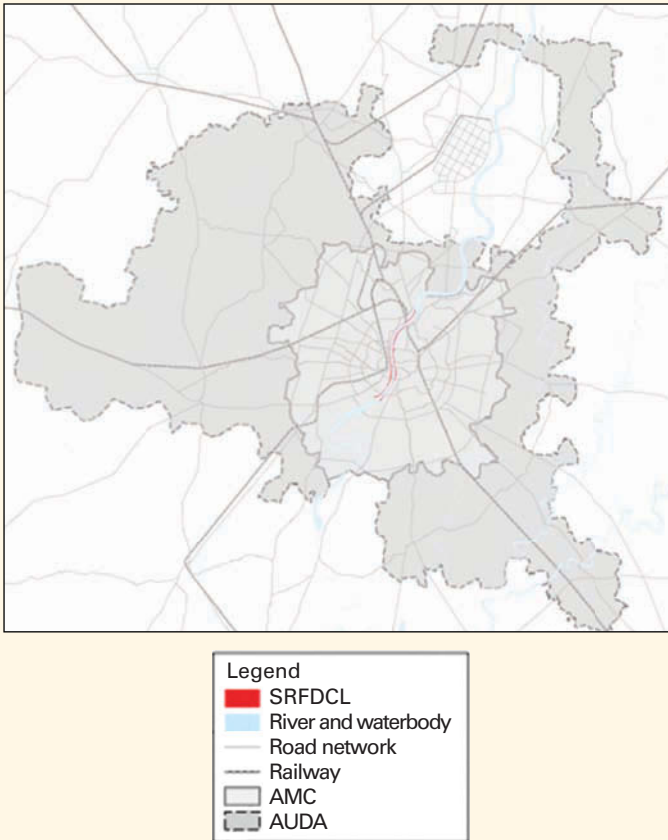 Legend
SRFDCL
River and waterbody
Road network
Railway
AMC
AUDA